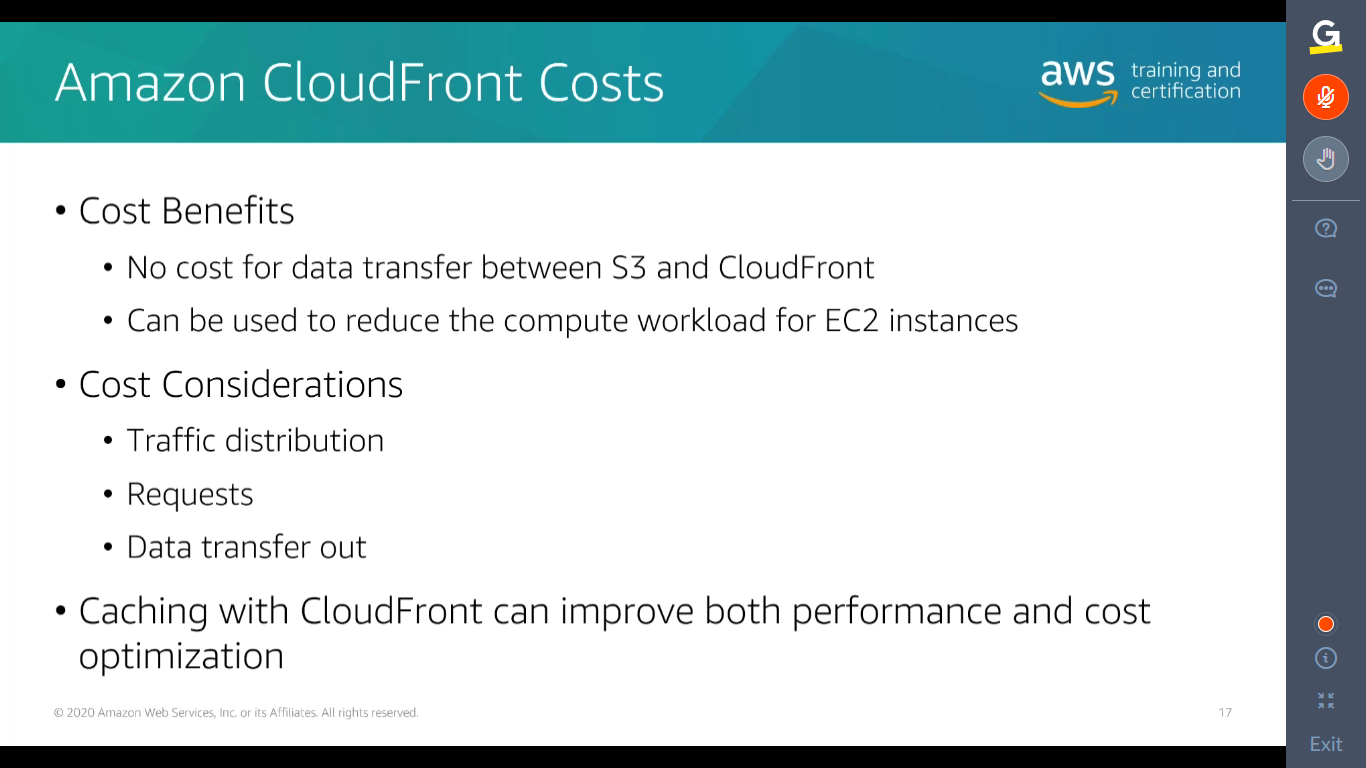 Amazon CloudFront Costs
aws training and
certification
• Cost Benefits
• No cost for data transfer between S3 and CloudFront
• Can be used to reduce the compute workload for EC2 instances
• Cost Considerations
• Traffic distribution
• Requests
• Data transfer out
• Caching with CloudFront can improve both performance and cost
optimization
© 2020 Amazon Web Services, Inc. or its Affiliates. All rights reserved.
17
G
Exit